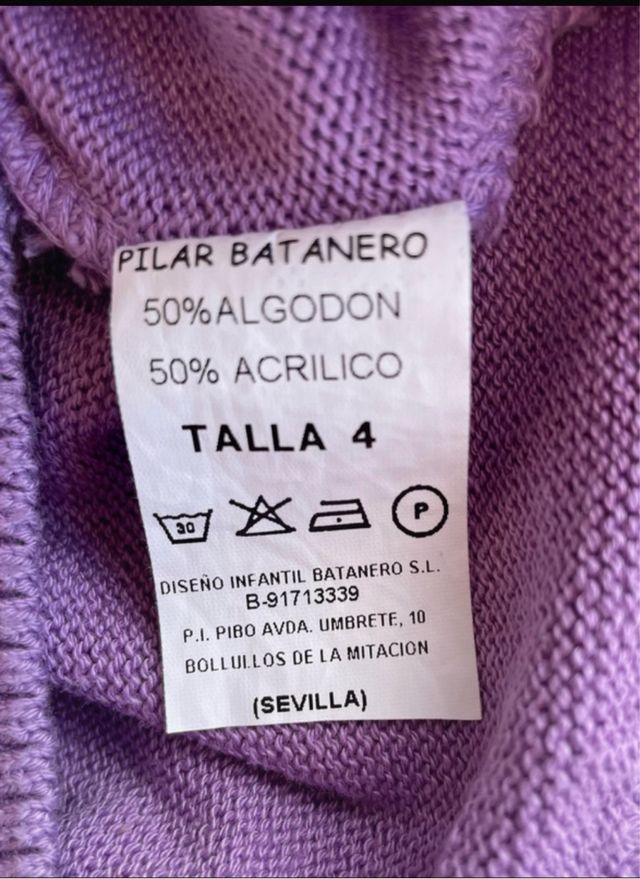 PILAR BATANERO
50% ALGODON
50% ACRILICO
TALLA 4
30 P
DISEÑO INFANTIL BATANERO S.L.
B-91713339
P.I. PIBO AVDA. UMBRETE, 10
BOLLULLOS DE LA MITACION
(SEVILLA)